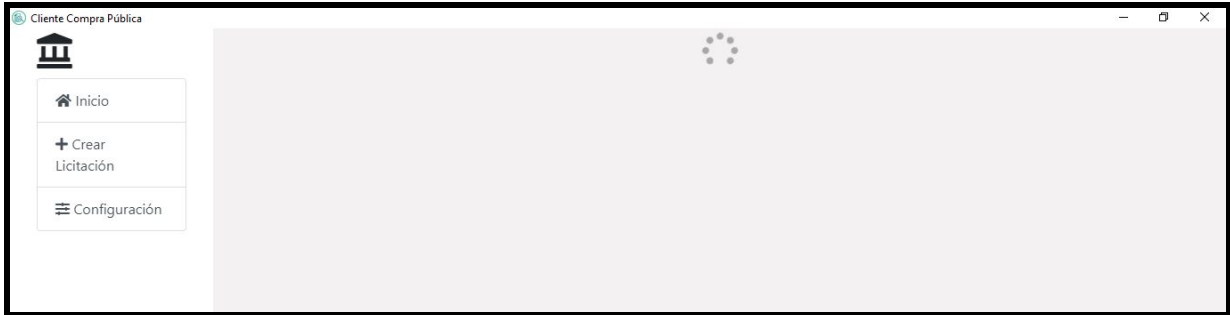 Cliente Compra Pública
Inicio
Crear
Licitación
Configuración